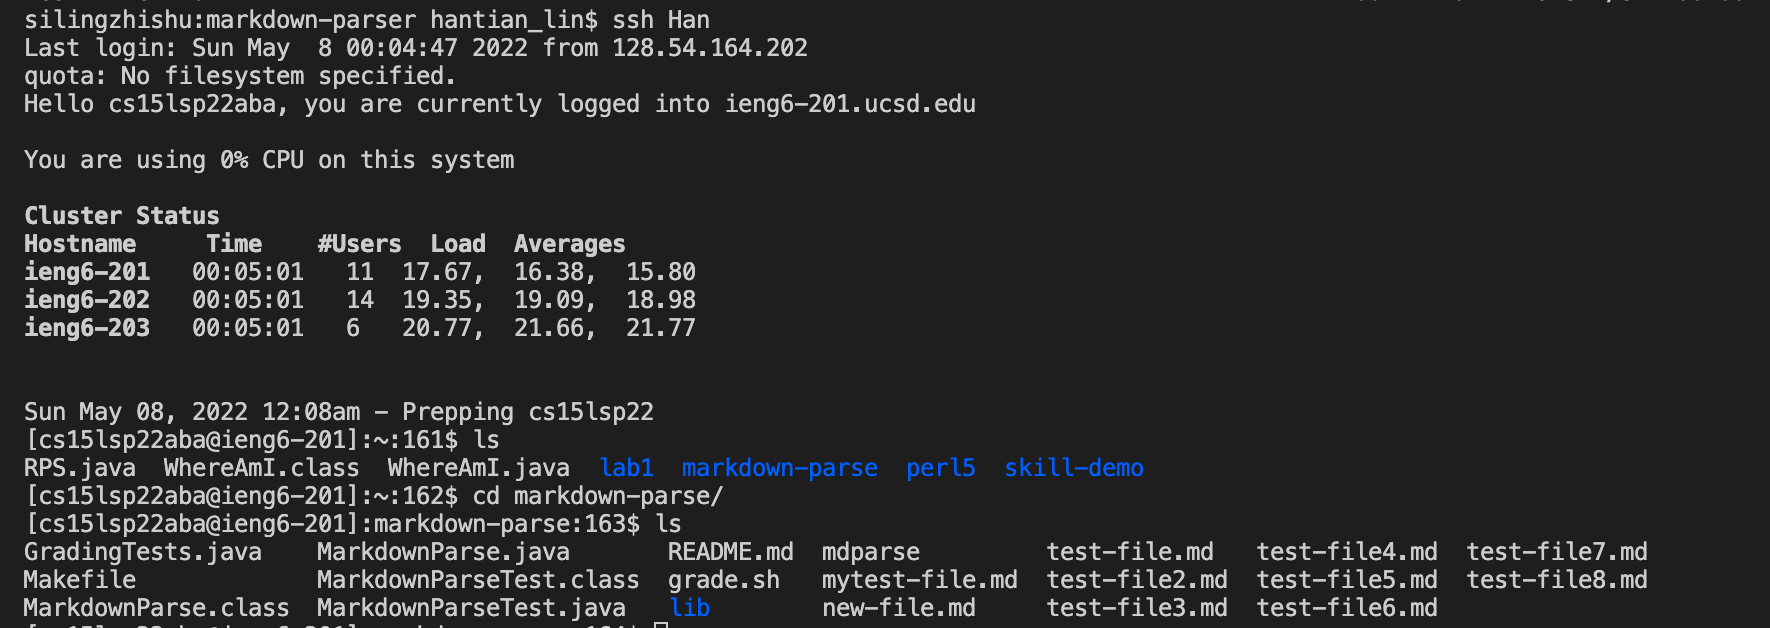 silingzhishu:markdown-parser hantian_lin$ ssh Han
Last login: Sun May  8 00:04:47 2022 from 128.54.164.202
quota: No filesystem specified.
Hello cs15lsp22aba, you are currently logged into ieng6-201.ucsd.edu
You are using 0% CPU on this system
Cluster Status
Hostname     Time    #Users  Load  Averages
ieng6-201   00:05:01   11  17.67,  16.38,  15.80
ieng6-202   00:05:01   14  19.35,  19.09,  18.98
ieng6-203   00:05:01   6   20.77,  21.66,  21.77
Sun May 08, 2022 12:08am - Prepping cs15lsp22
[cs15lsp22aba@ieng6-201]:~:161$ ls
RPS.java  WhereAmI.class  WhereAmI.java  lab1  markdown-parse  perl5  skill-demo
[cs15lsp22aba@ieng6-201]:~:162$ cd markdown-parse/
[cs15lsp22aba@ieng6-201]:markdown-parse:163$ ls
GradingTests.java    MarkdownParse.java       README.md  mdparse         test-file.md   test-file4.md  test-file7.md
Makefile             MarkdownParseTest.class  grade.sh   mytest-file.md  test-file2.md  test-file5.md  test-file8.md
MarkdownParse.class  MarkdownParseTest.java   lib        new-file.md     test-file3.md  test-file6.md